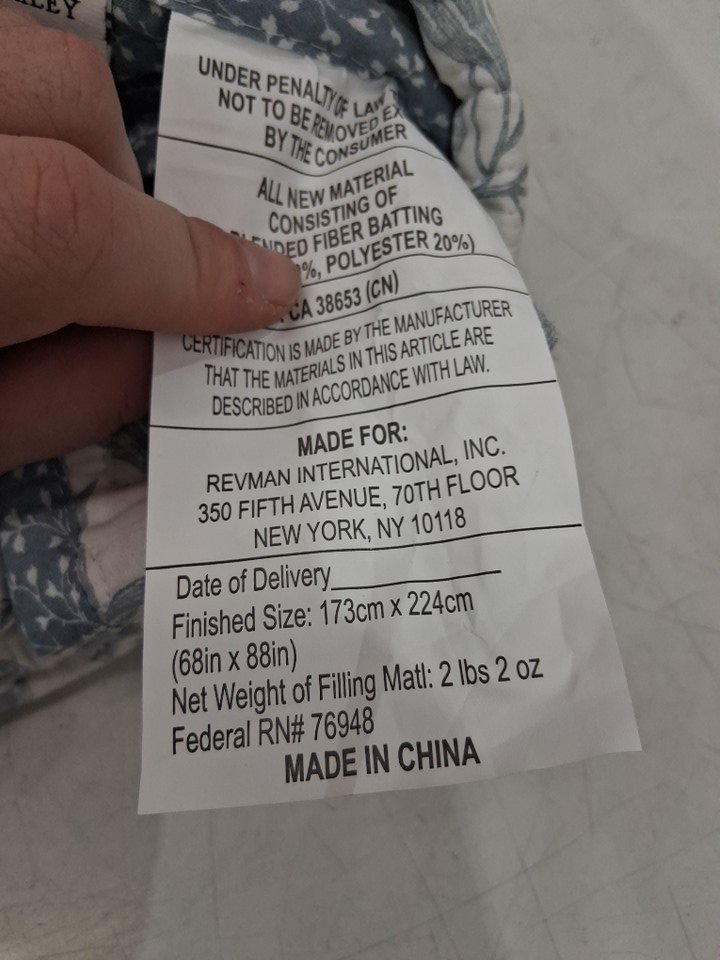 UNDER PENALTY OF LAW
NOT TO BE REMOVED
BY THE CONSUMER
ALL NEW MATERIAL
CONSISTING OF
FIBER BATTING
%, POLYESTER 20%)
CA 38653 (CN)
CERTIFICATION IS MADE BY THE MANUFACTURER
THAT THE MATERIALS IN THIS ARTICLE ARE
DESCRIBED IN ACCORDANCE WITH LAW.
MADE FOR:
REVMAN INTERNATIONAL, INC.
350 FIFTH AVENUE, 70TH FLOOR
NEW YORK, NY 10118
Date of Delivery
Finished Size: 173cm x 224cm
(68in x 88in)
Net Weight of Filling Matl: 2 lbs 2 oz
Federal RN# 76948
MADE IN CHINA